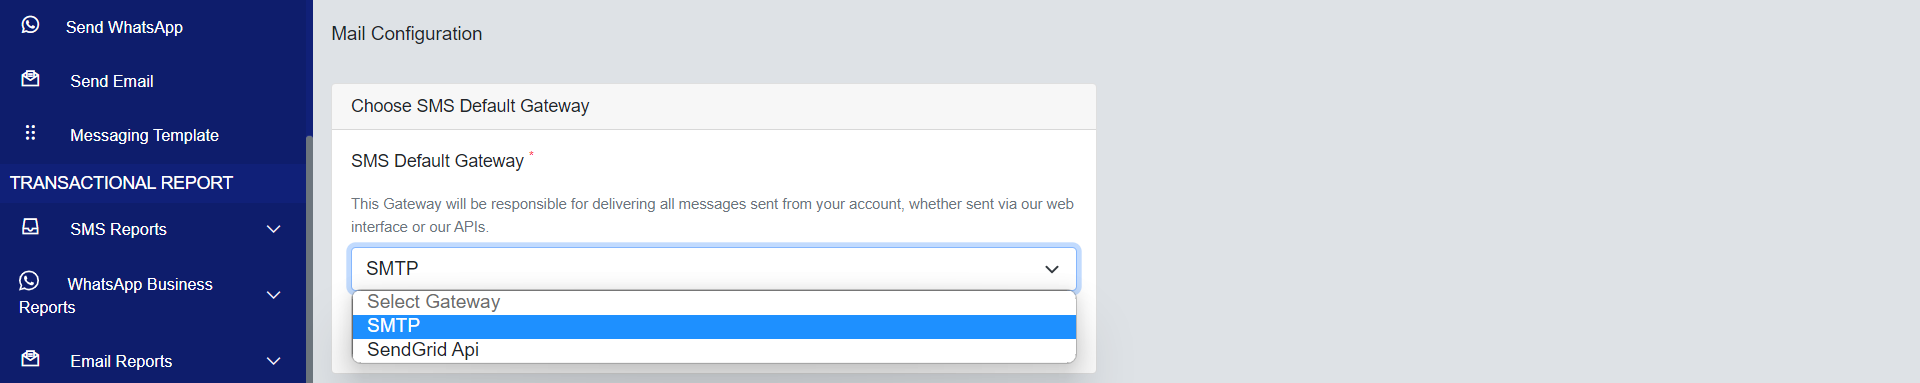 Send WhatsApp
Send Email
Messaging Template
TRANSACTIONAL REPORT
SMS Reports
WhatsApp Business
Reports
Email Reports
Mail Configuration
Choose SMS Default Gateway
SMS Default Gateway *
This Gateway will be responsible for delivering all messages sent from your account, whether sent via our web
interface or our APIs.
SMTP
Select Gateway
SMTP
SendGrid Api